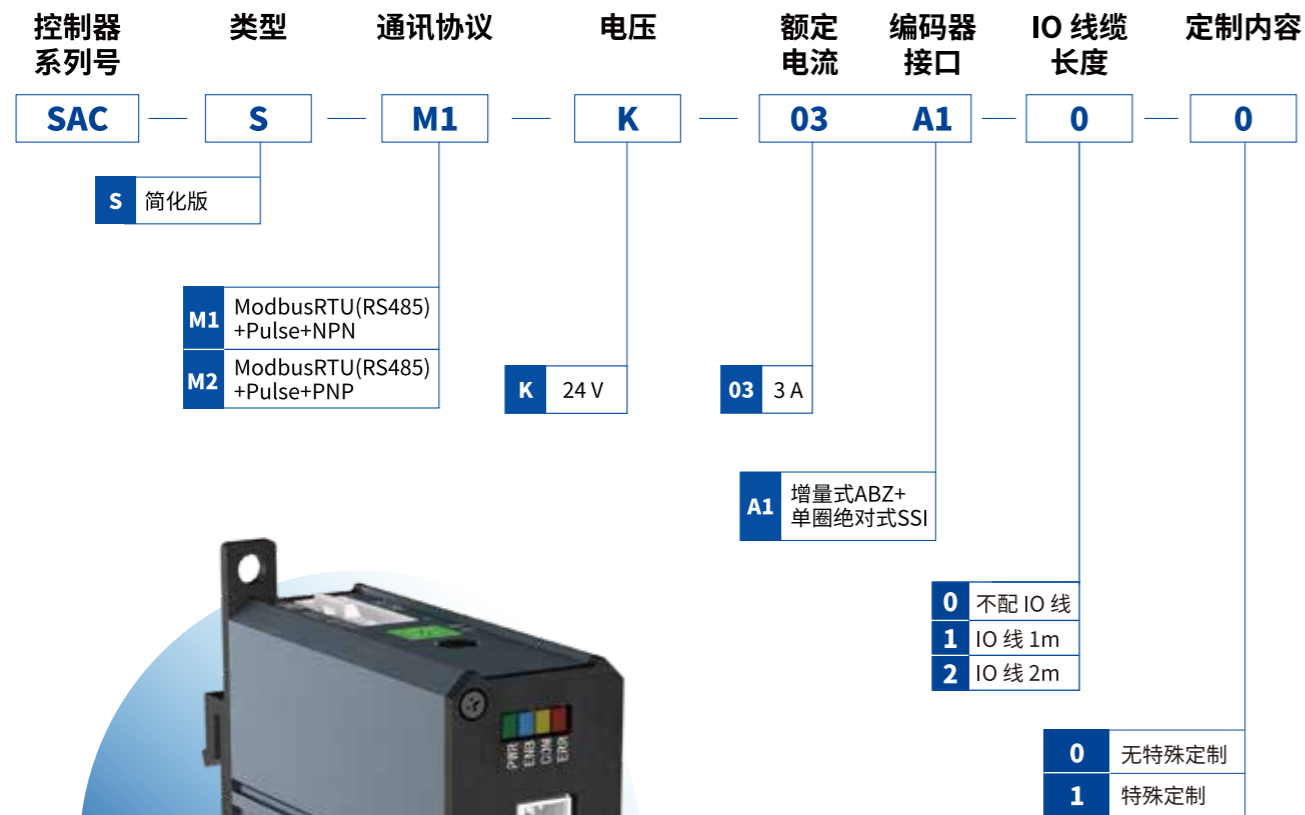 控制器
系列号
类型
通讯协议
电压
额定
电流
编码器
接口
IO 线缆
长度
定制内容
SAC — S — M1 — K — 03 A1 — 0 — 0
S 简化版
M1 ModbusRTU(RS485)
+Pulse+NPN
M2 ModbusRTU(RS485)
+Pulse+PNP
K 24 V
03 3 A
A1 增量式ABZ+
单圈绝对式SSI
0 不配 IO 线
1 IO 线 1m
2 IO 线 2m
0 无特殊定制
1 特殊定制
PWR
ENB
COM
ERR